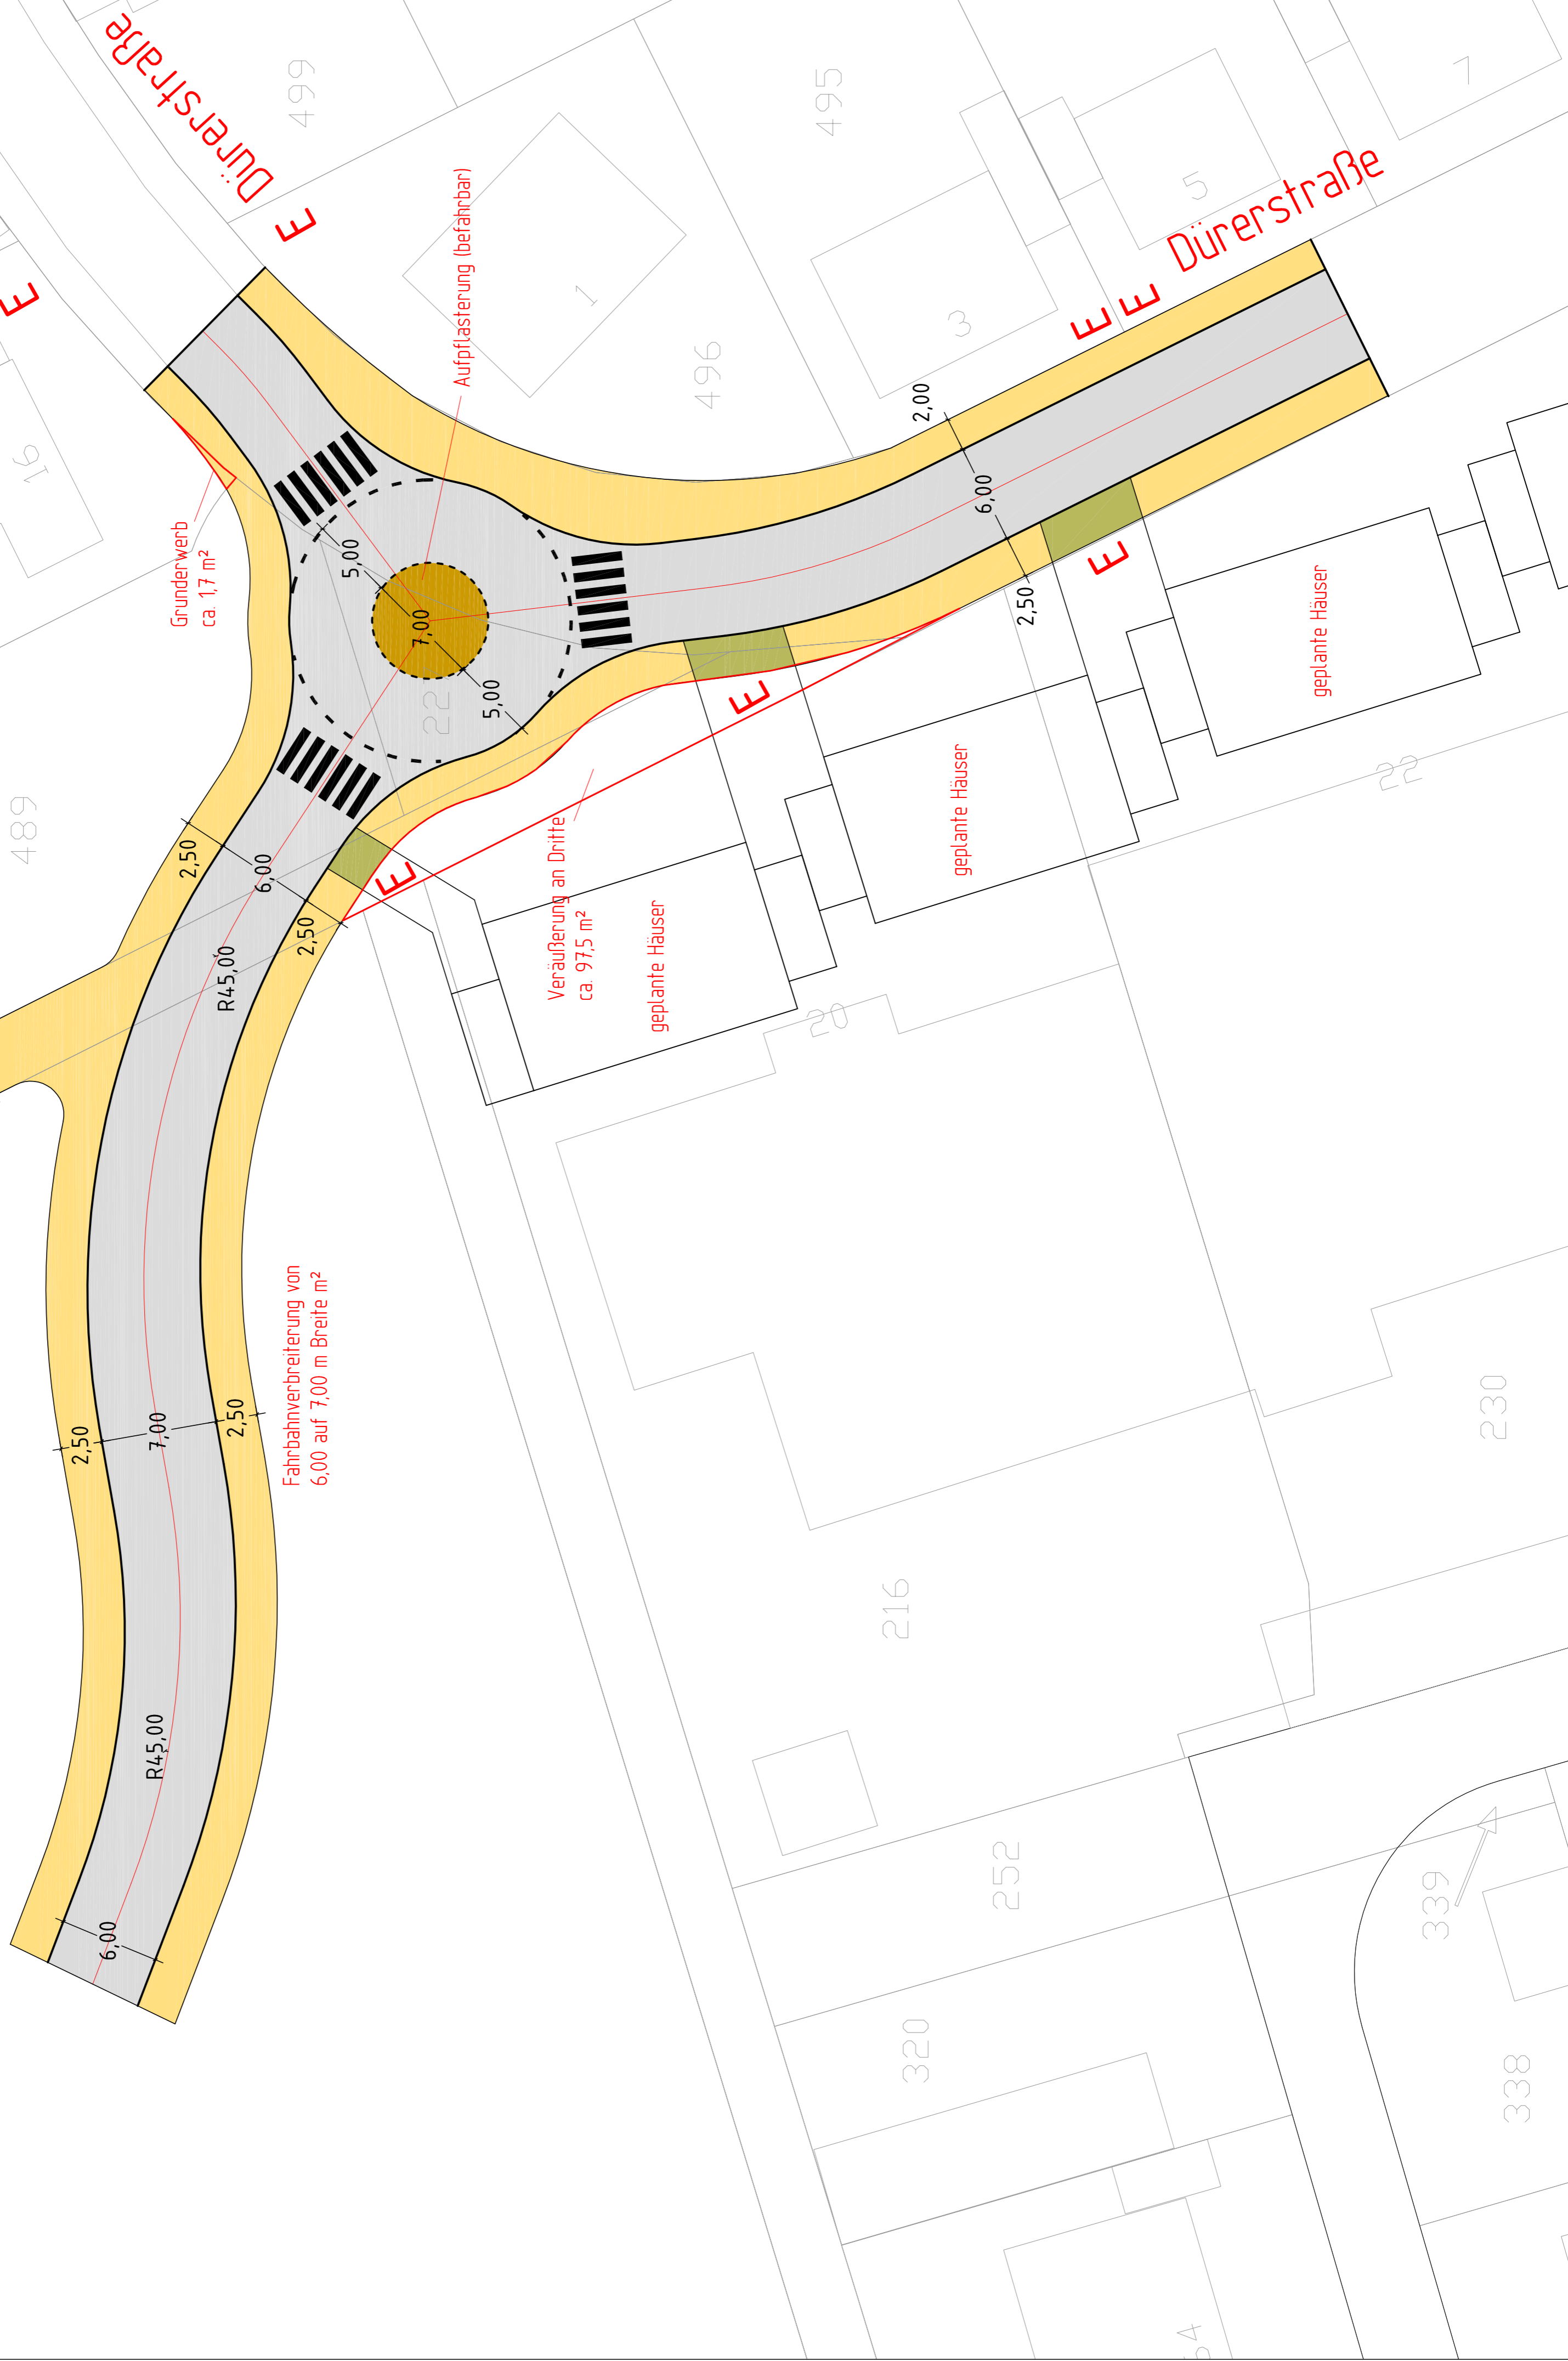 Dürerstraße
499
495
7
5
E
Dürerstraße
E
E
E
E
1
3
Aufpflasterung (befahrbar)
496
16
2,00
6,00
2,50
E
Grunderwerb
ca. 1,7 m²
5,00
7,00
5,00
22
E
geplante Häuser
geplante Häuser
22
489
2,50
6,00
2,50
E
R45,00
Veräußerung an Dritte
ca. 97,5 m²
geplante Häuser
20
Fahrbahnverbreiterung von
6,00 auf 7,00 m Breite m²
2,50
7,00
2,50
230
216
R45,00
252
339
6,00
320
338